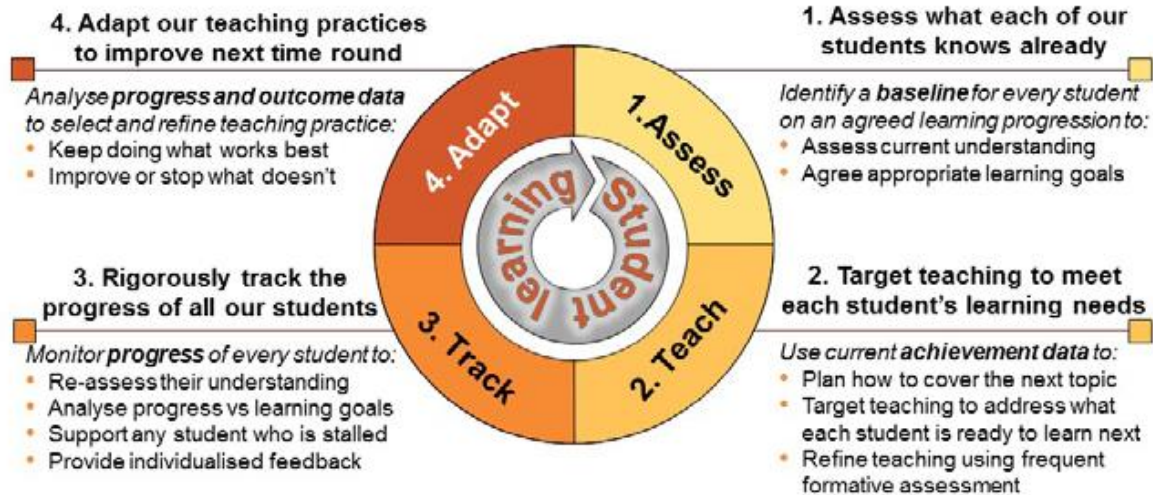 4. Adapt our teaching practices
to improve next time round
Analyse progress and outcome data
to select and refine teaching practice:
• Keep doing what works best
• Improve or stop what doesn't
1. Assess what each of our
students knows already
Identify a baseline for every student
on an agreed learning progression to:
• Assess current understanding
• Agree appropriate learning goals
4. Adapt
1.Assess
Student learning
3. Track
2. Teach
3. Rigorously track the
progress of all our students
Monitor progress of every student to:
• Re-assess their understanding
• Analyse progress vs learning goals
• Support any student who is stalled
• Provide individualised feedback
2. Target teaching to meet
each student's learning needs
Use current achievement data to:
• Plan how to cover the next topic
• Target teaching to address what
each student is ready to learn next
• Refine teaching using frequent
formative assessment